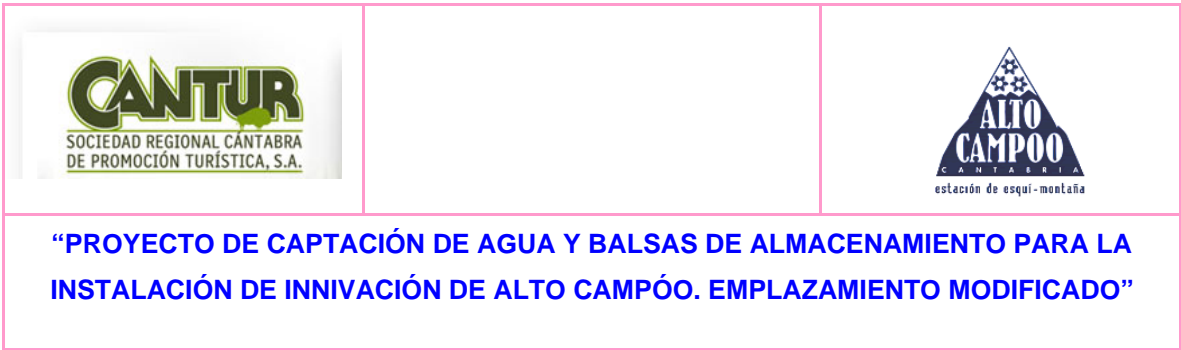 CANTUR
SOCIEDAD REGIONAL CÁNTABRA
DE PROMOCIÓN TURÍSTICA, S.A.
ALTO
CAMPOO
CANTABRIA
estación de esquí-montaña
“PROYECTO DE CAPTACIÓN DE AGUA Y BALSAS DE ALMACENAMIENTO PARA LA
INSTALACIÓN DE INNIVACIÓN DE ALTO CAMPÓO. EMPLAZAMIENTO MODIFICADO”